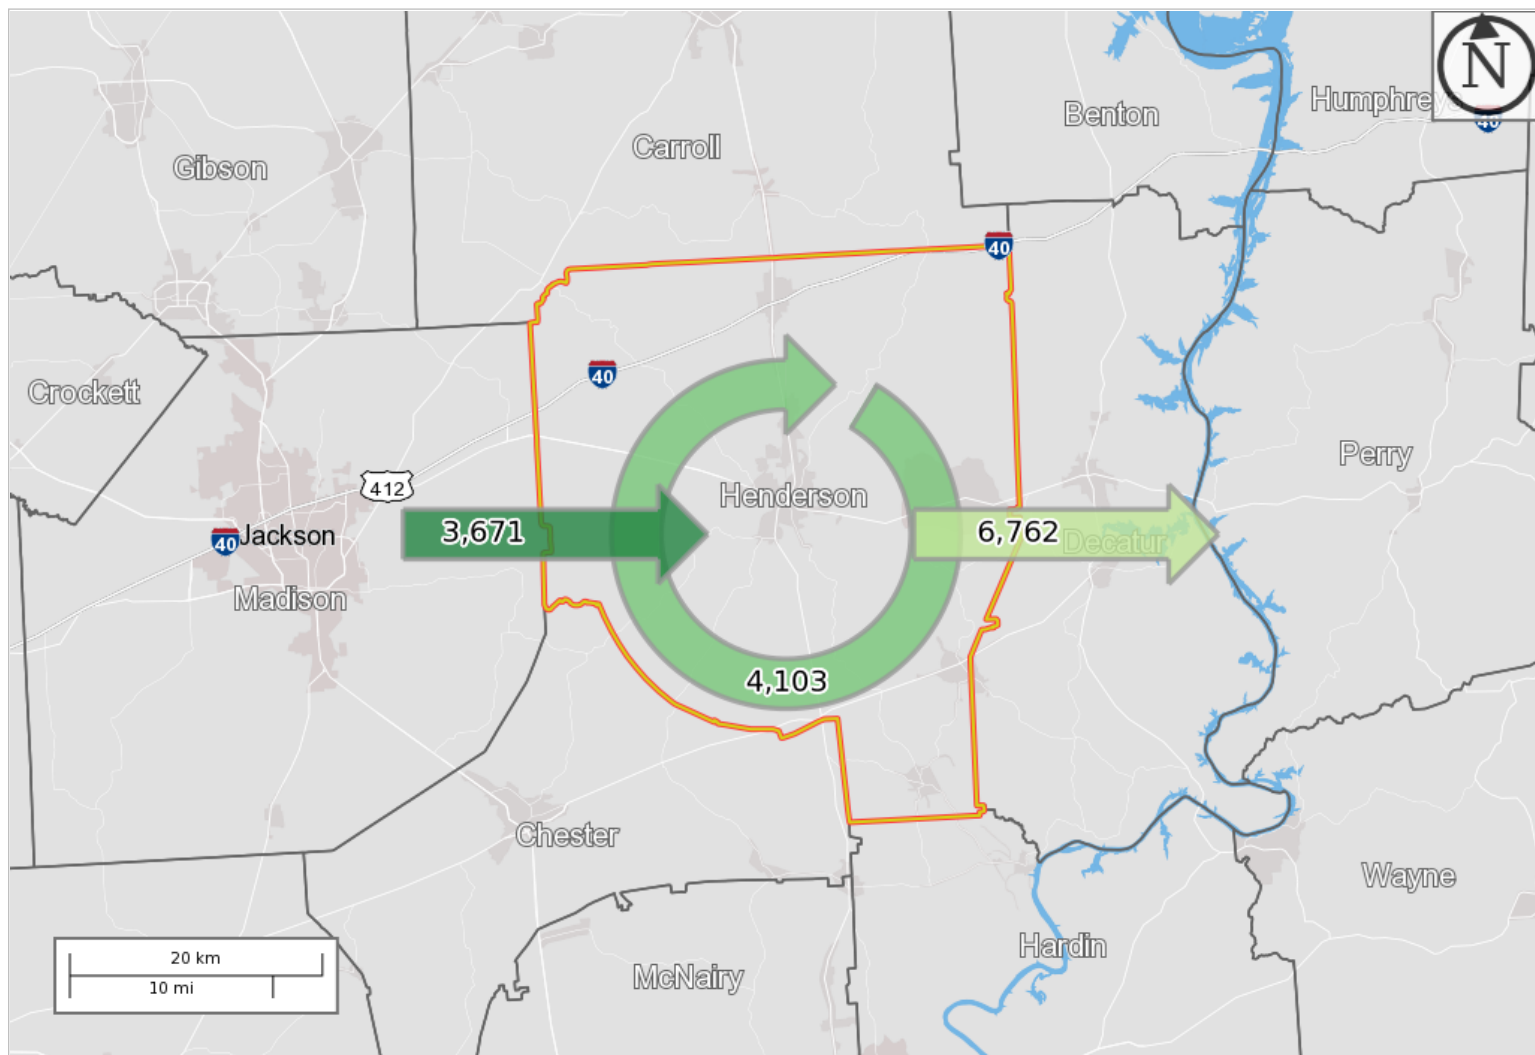 N
Humphreys
40
Benton
Carroll
Gibson
40
40
Crockett
Perry
412
Henderson
3,671
6,762
Decatur
40
Jackson
Madison
4,103
Chester
Wayne
Hardin
20 km
10 mi
McNairy